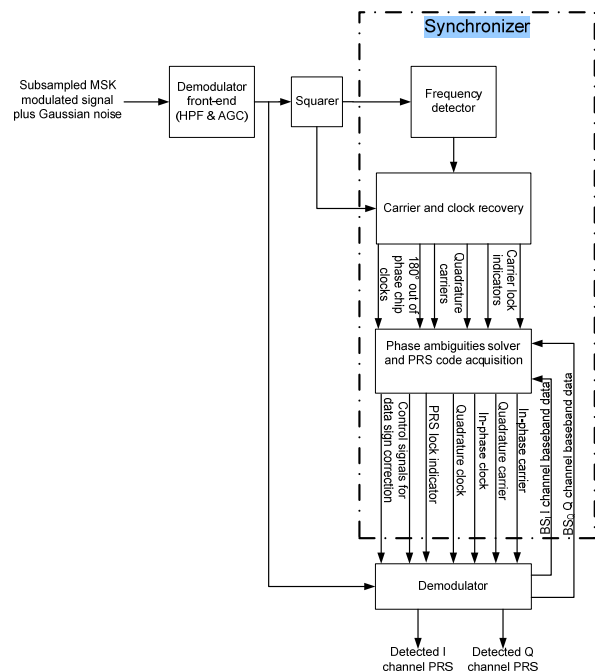 Synchronizer
Subsampled MSK
modulated signal
plus Gaussian noise
Demodulator
front-end
(HPF & AGC)
Squarer
Frequency
detector
Carrier and clock recovery
180° out of
phase chip
clocks
Quadrature
carriers
Carrier lock
indicators
Phase ambiguities solver
and PRS code acquisition
Control signals for
data sign correction
PRS lock indicator
Quadrature clock
In-phase clock
Quadrature carrier
In-phase carrier
BSI I channel baseband data
BSQ Q channel baseband data
Demodulator
Detected I
channel PRS
Detected Q
channel PRS